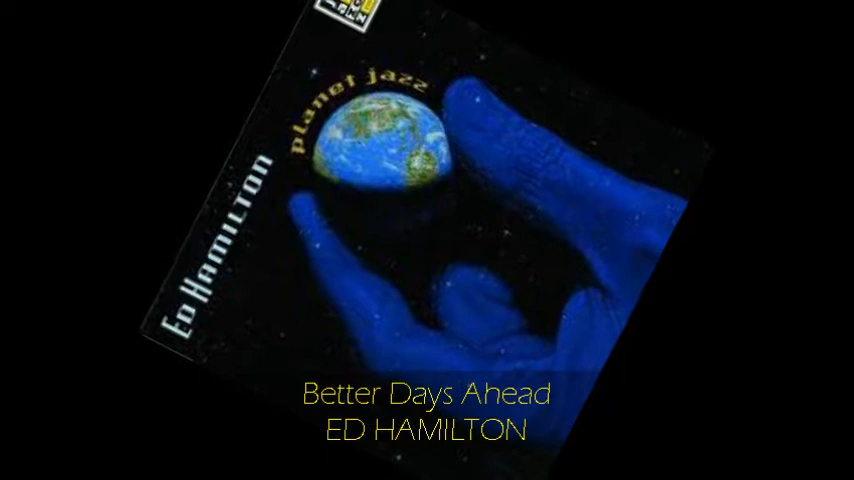 planet jazz
ED HAMILTON
Better Days Ahead
ED HAMILTON